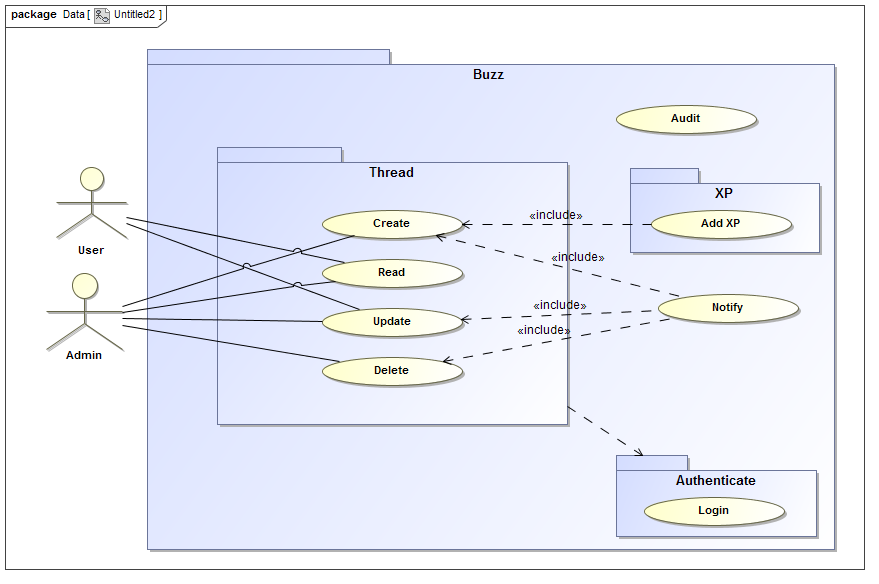 package Data [ Untitled2 ]
Buzz
Audit
Thread
XP
Create
«include»
Add XP
User
«include»
Read
«include»
Notify
Update
«include»
Admin
Delete
Authenticate
Login